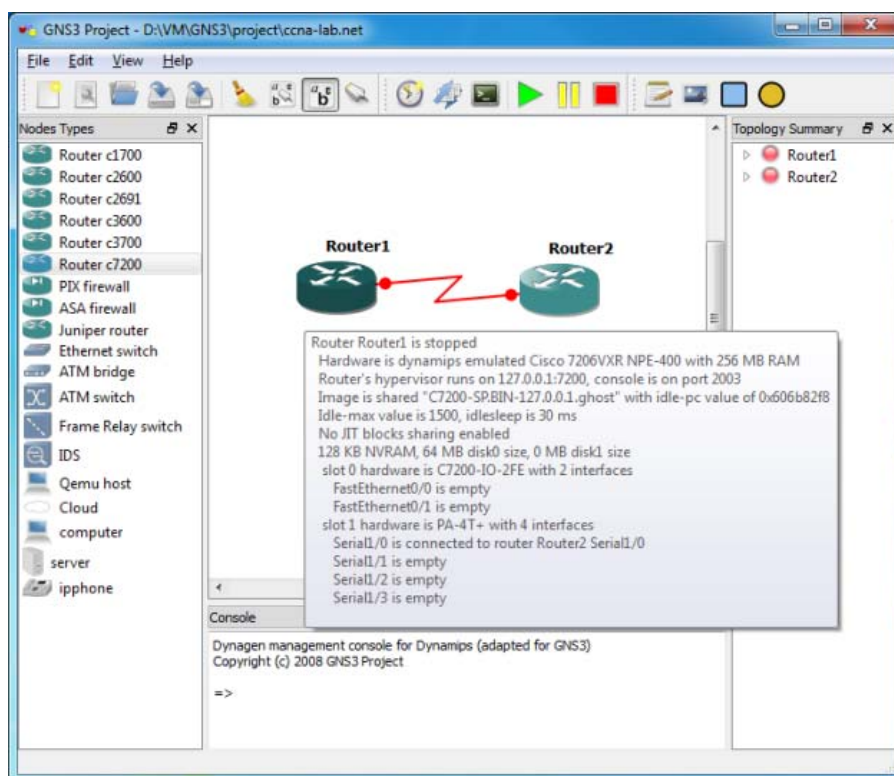 GNS3 Project - D:\VM\GNS3\project\ccna-lab.net
File Edit View Help
Nodes Types
Router c1700
Router c2600
Router c2691
Router c3600
Router c3700
Router c7200
PIX firewall
ASA firewall
Juniper router
Ethernet switch
ATM bridge
ATM switch
Frame Relay switch
IDS
Qemu host
Cloud
computer
server
ipphone
Router1
Router2
Router Router1 is stopped
Hardware is dynamips emulated Cisco 7206VXR NPE-400 with 256 MB RAM
Router's hypervisor runs on 127.0.0.1:7200, console is on port 2003
Image is shared "C7200-SP.BIN-127.0.0.1.ghost" with idle-pc value of 0x606b82f8
Idle-max value is 1500, idlesleep is 30 ms
No JIT blocks sharing enabled
128 KB NVRAM, 64 MB disk0 size, 0 MB disk1 size
slot 0 hardware is C7200-IO-2FE with 2 interfaces
FastEthernet0/0 is empty
FastEthernet0/1 is empty
slot 1 hardware is PA-4T+ with 4 interfaces
Serial1/0 is connected to router Router2 Serial1/0
Serial1/1 is empty
Serial1/2 is empty
Serial1/3 is empty
Console
Dynagen management console for Dynamips (adapted for GNS3)
Copyright (c) 2008 GNS3 Project
=>
Topology Summary
Router1
Router2